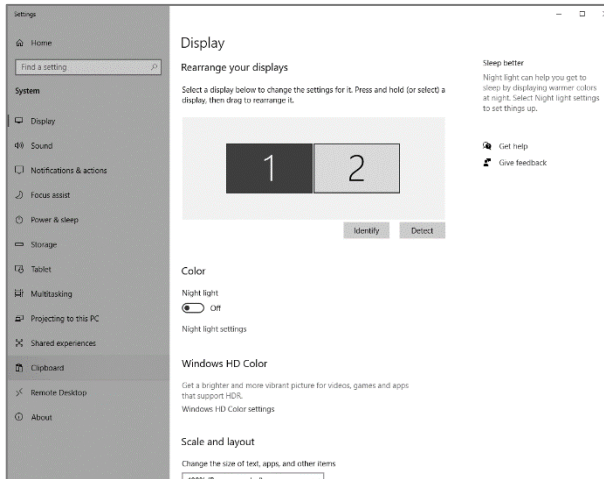 Settings
Home
Find a setting
System
Display
Sound
Notifications & actions
Focus assist
Power & sleep
Storage
Tablet
Multitasking
Projecting to this PC
Shared experiences
Clipboard
Remote Desktop
About
Display
Rearrange your displays
Select a display below to change the settings for it. Press and hold (or select) a
display, then drag to rearrange it.
1 2
Identify Detect
Color
Night light
Off
Night light settings
Windows HD Color
Get a brighter and more vibrant picture for videos, games and apps
that support HDR.
Windows HD Color settings
Scale and layout
Change the size of text, apps, and other items
Sleep better
Night light can help you get to
sleep by displaying warmer colors
at night. Select Night light settings
to set things up.
Get help
Give feedback